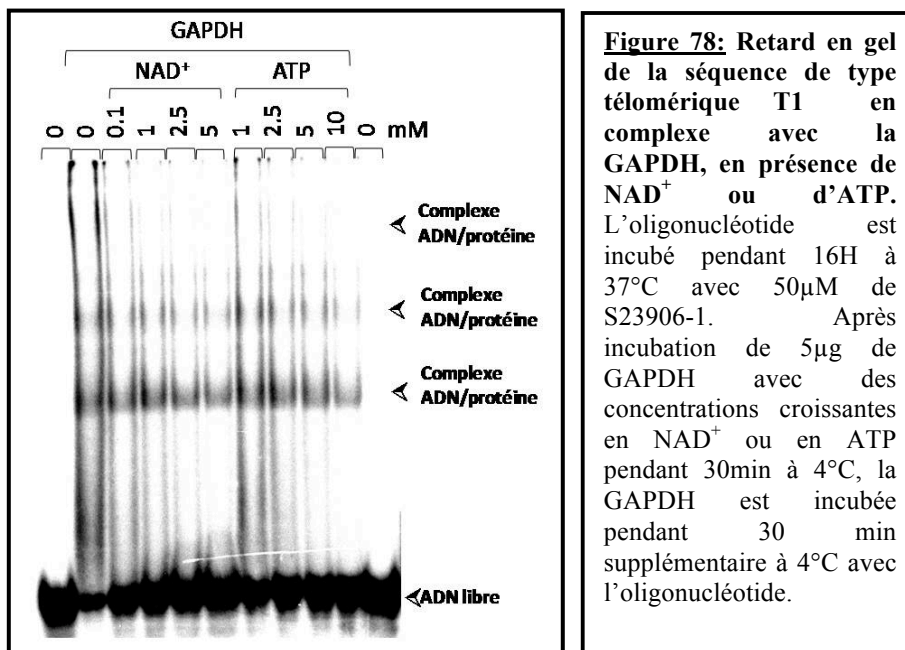 GAPDH
NAD⁺ ATP
0 0 0.1 1 2.5 5 1 2.5 5 10 0 mM
Complexe
ADN/protéine
Complexe
ADN/protéine
Complexe
ADN/protéine
ADN libre
Figure 78: Retard en gel
de la séquence de type
télomérique T1 en
complexe avec la
GAPDH, en présence de
NAD⁺ ou d’ATP.
L’oligonucléotide est
incubé pendant 16H à
37°C avec 50µM de
S23906-1. Après
incubation de 5µg de
GAPDH avec des
concentrations croissantes
en NAD⁺ ou en ATP
pendant 30min à 4°C, la
GAPDH est incubée
pendant 30 min
supplémentaire à 4°C avec
l’oligonucléotide.